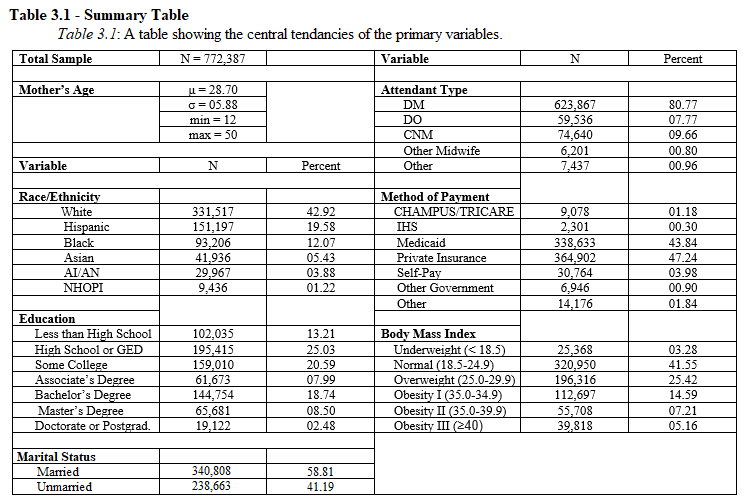 Table 3.1 - Summary Table
Table 3.1: A table showing the central tendancies of the primary variables.
Total Sample N = 772,387
Mother's Age μ = 28.70
σ = 05.88
min = 12
max = 50
Variable N Percent
Race/Ethnicity
White 331,517 42.92
Hispanic 151,197 19.58
Black 93,206 12.07
Asian 41,936 05.43
AI/AN 29,967 03.88
NHOPI 9,436 01.22
Education
Less than High School 102,035 13.21
High School or GED 195,415 25.03
Some College 159,010 20.59
Associate's Degree 61,673 07.99
Bachelor's Degree 144,754 18.74
Master's Degree 65,681 08.50
Doctorate or Postgrad. 19,122 02.48
Marital Status
Married 340,808 58.81
Unmarried 238,663 41.19
Variable N Percent
Attendant Type
DM 623,867 80.77
DO 59,536 07.77
CNM 74,640 09.66
Other Midwife 6,201 00.80
Other 7,437 00.96
Method of Payment
CHAMPUS/TRICARE 9,078 01.18
IHS 2,301 00.30
Medicaid 338,633 43.84
Private Insurance 364,902 47.24
Self-Pay 30,764 03.98
Other Government 6,946 00.90
Other 14,176 01.84
Body Mass Index
Underweight (< 18.5) 25,368 03.28
Normal (18.5-24.9) 320,950 41.55
Overweight (25.0-29.9) 196,316 25.42
Obesity I (35.0-34.9) 112,697 14.59
Obesity II (35.0-39.9) 55,708 07.21
Obesity III (≥40) 39,818 05.16